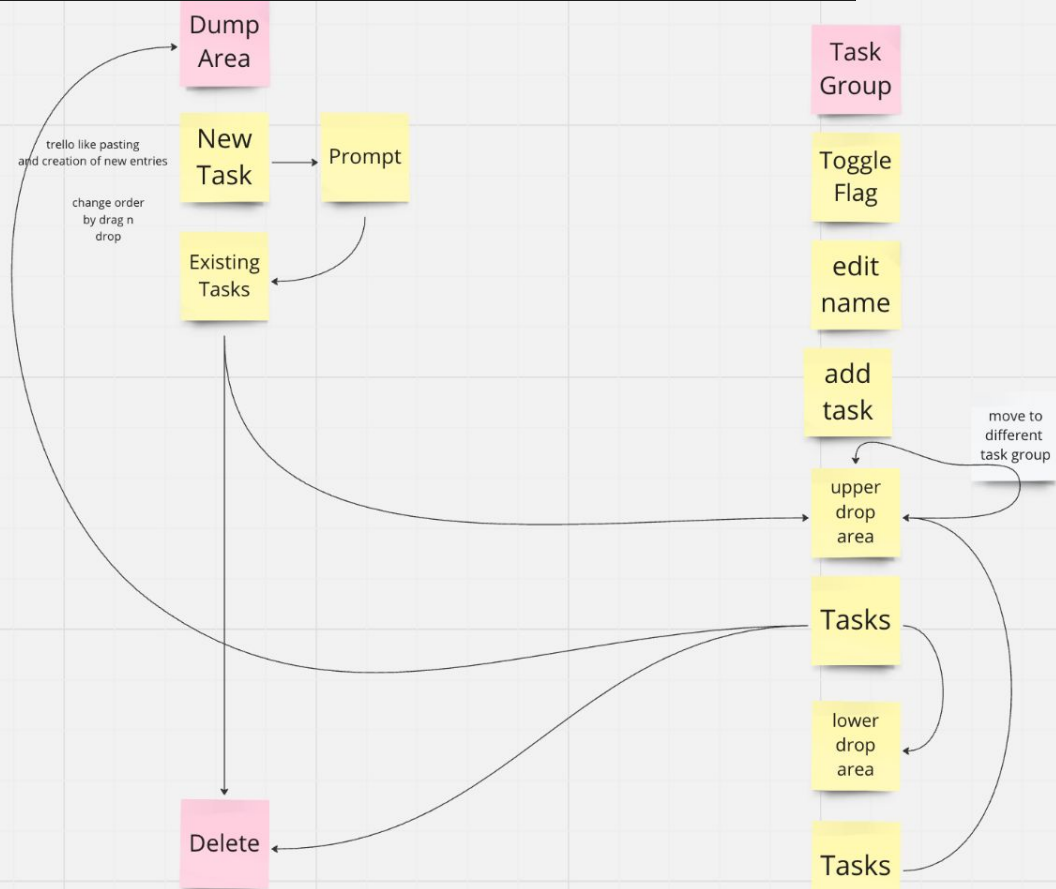 Dump
Area
trello like pasting
and creation of new entries
change order
by drag n
drop
New
Task
Prompt
Existing
Tasks
Delete
Task
Group
Toggle
Flag
edit
name
add
task
move to
different
task group
upper
drop
area
Tasks
lower
drop
area
Tasks